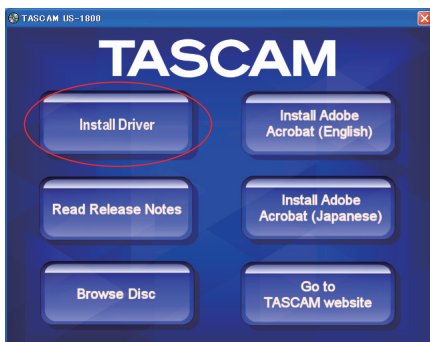 TASCAM US-1800
TASCAM
Install Driver
Install Adobe
Acrobat (English)
Read Release Notes
Install Adobe
Acrobat (Japanese)
Browse Disc
Go to
TASCAM website